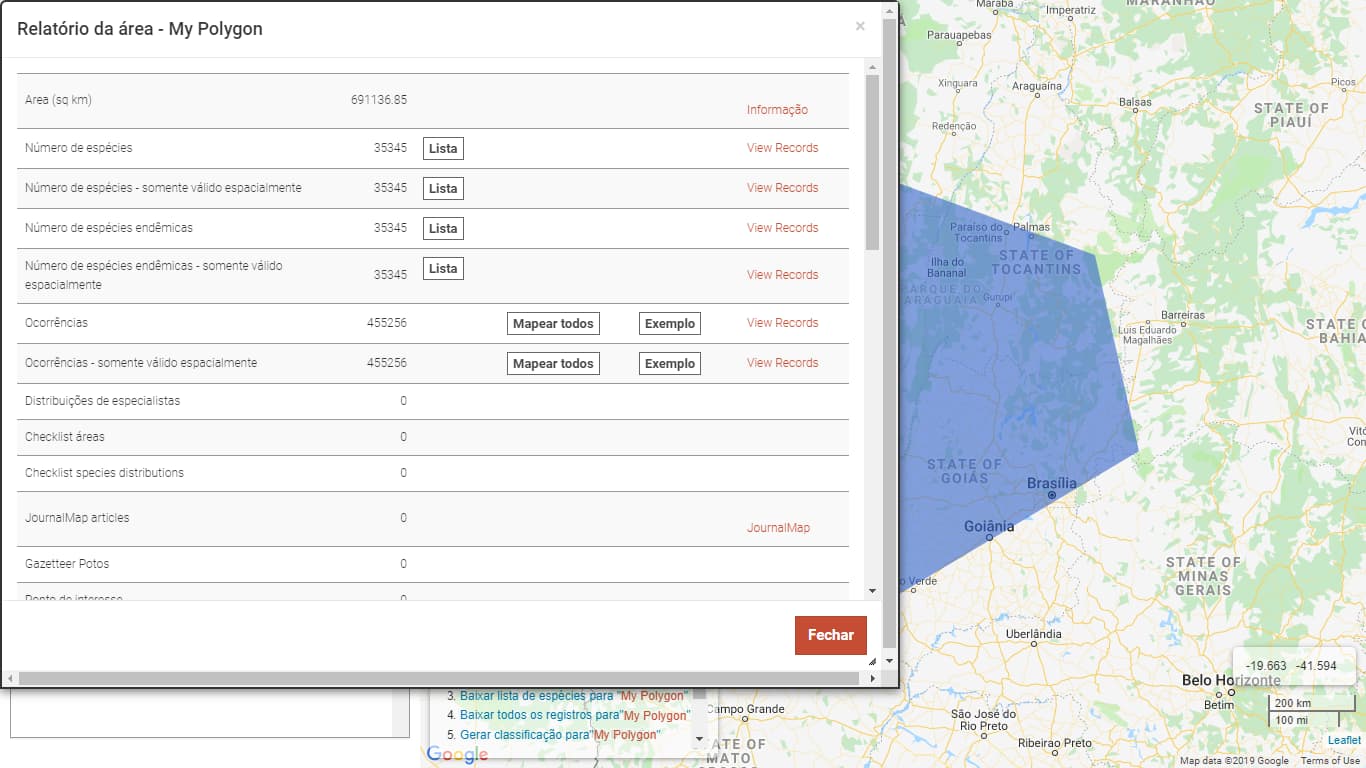 Relatório da área - My Polygon
×
Area (sq km) 691136.85 Informação
Número de espécies 35345 Lista View Records
Número de espécies - somente válido espacialmente 35345 Lista View Records
Número de espécies endêmicas 35345 Lista View Records
Número de espécies endêmicas - somente válido
espacialmente 35345 Lista View Records
Ocorrências 455256 Mapear todos Exemplo View Records
Ocorrências - somente válido espacialmente 455256 Mapear todos Exemplo View Records
Distribuições de especialistas 0
Checklist áreas 0
Checklist species distributions 0
JournalMap articles 0 JournalMap
Gazetteer Potos 0
Ponto de interesse 0
Fechar
3. Baixar lista de espécies para "My Polygon"
4. Baixar todos os registros para"My Polygon"
5. Gerar classificação para"My Polygon"
Google
Maraba
Imperatriz
MARANHÃO
Parauapebas
Xinguara
Araguaína
Picos
Balsas
STATE OF
PIAUÍ
Redenção
Paraíso do
Tocantins
Palmas
STATE OF
TOCANTINS
Ilha do
Bananal
PARQUE DO
ARAGUAIA
Gurupi
Barreiras
Luis Eduardo
Magalhães
STATE O
BAHIA
Vitó
Con
STATE OF
GOIÁS
Brasília
Goiânia
o Verde
STATE OF
MINAS
GERAIS
Uberlândia
-19.663 -41.594
Belo Horizonte
Betim
200 km
100 mi
Campo Grande
São José do
Rio Preto
Ribeirao Preto
TATE OF
MATO
Leaflet
Map data ©2019 Google Terms of Use